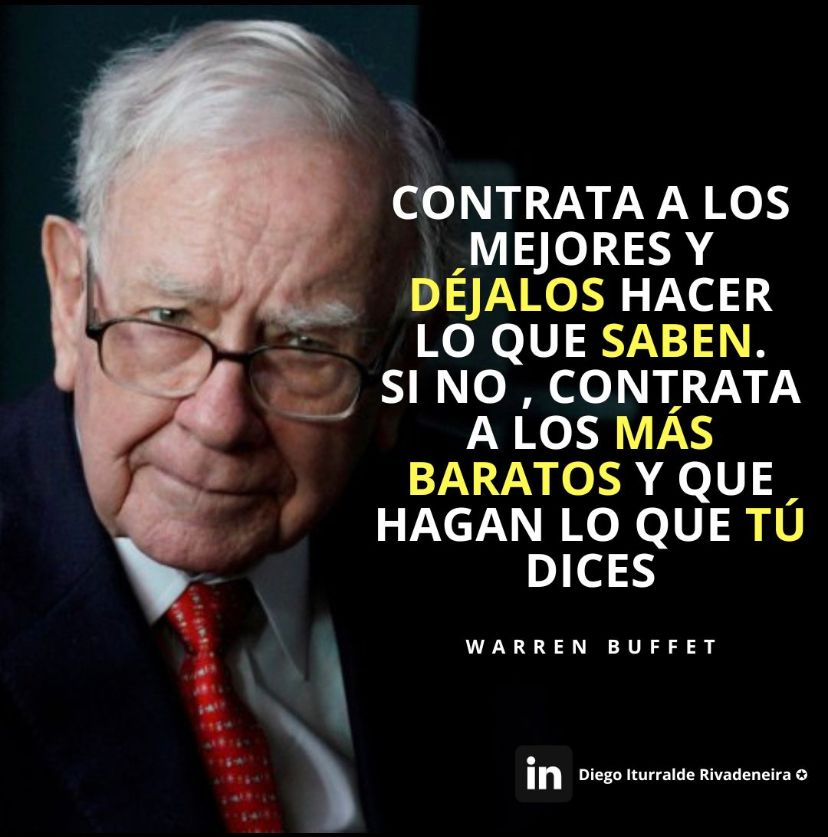 CONTRATA A LOS
MEJORES Y
DÉJALOS HACER
LO QUE SABEN.
SI NO , CONTRATA
A LOS MÁS
BARATOS Y QUE
HAGAN LO QUE TÚ
DICES
WARREN BUFFET
in Diego Iturralde Rivadeneira ✪